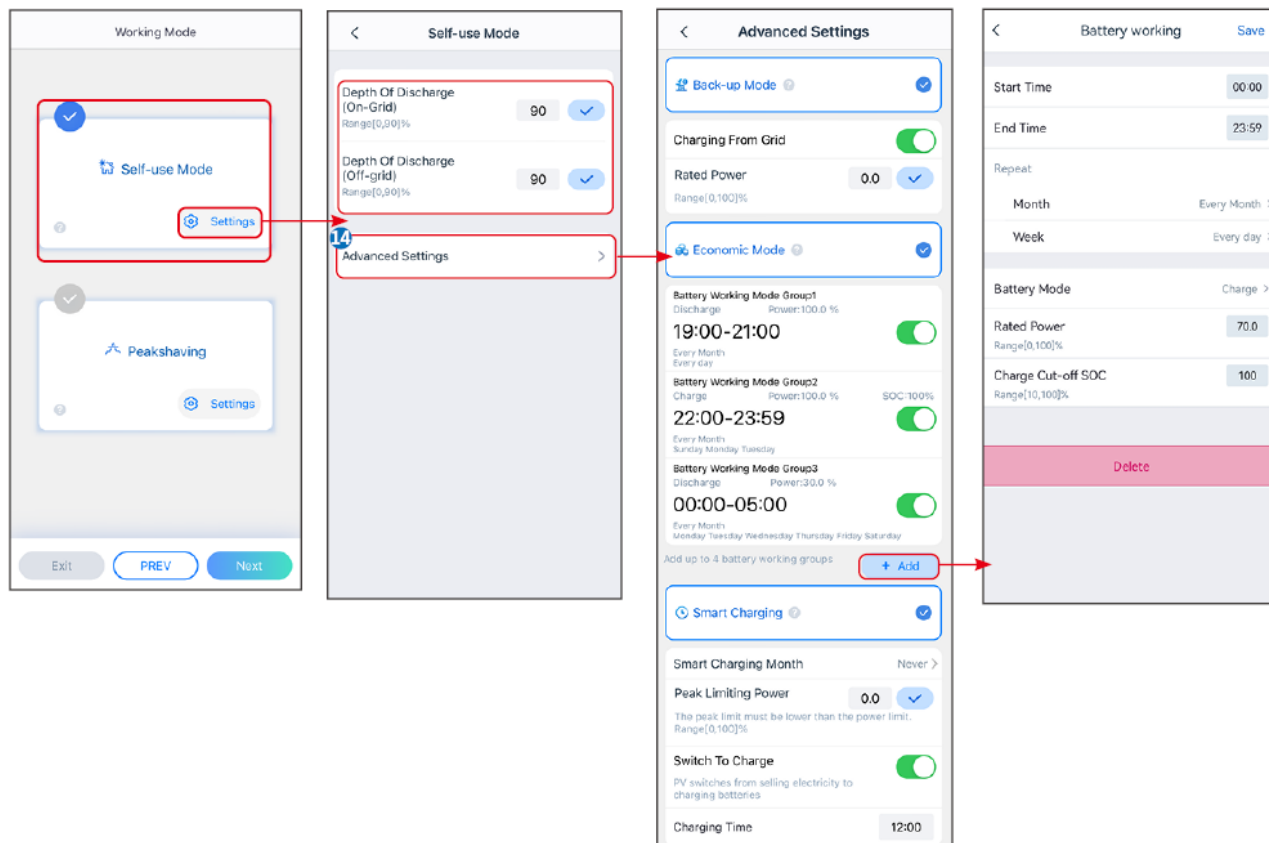 Working Mode
Self-use Mode
Settings
Peakshaving
Settings
Exit
PREV
Next
Self-use Mode
Depth Of Discharge
(On-Grid)
90
Range[0,90]%
Depth Of Discharge
(Off-grid)
90
Range[0,90]%
14
Advanced Settings
Advanced Settings
Back-up Mode
Charging From Grid
Rated Power
0.0
Range[0,100]%
Economic Mode
Battery Working Mode Group1
Discharge Power:100.0 %
19:00-21:00
Every Month
Every day
Battery Working Mode Group2
Charge Power:100.0 % SOC:100%
22:00-23:59
Every Month
Sunday Monday Tuesday
Battery Working Mode Group3
Discharge Power:30.0 %
00:00-05:00
Every Month
Monday Tuesday Wednesday Thursday Friday Saturday
Add up to 4 battery working groups
+ Add
Smart Charging
Smart Charging Month Never
Peak Limiting Power
0.0
The peak limit must be lower than the power limit.
Range[0,100]%
Switch To Charge
PV switches from selling electricity to
charging batteries
Charging Time 12:00
Battery working Save
Start Time 00:00
End Time 23:59
Repeat
Month Every Month
Week Every day
Battery Mode Charge
Rated Power 70.0
Range[0,100]%
Charge Cut-off SOC 100
Range[10,100]%
Delete